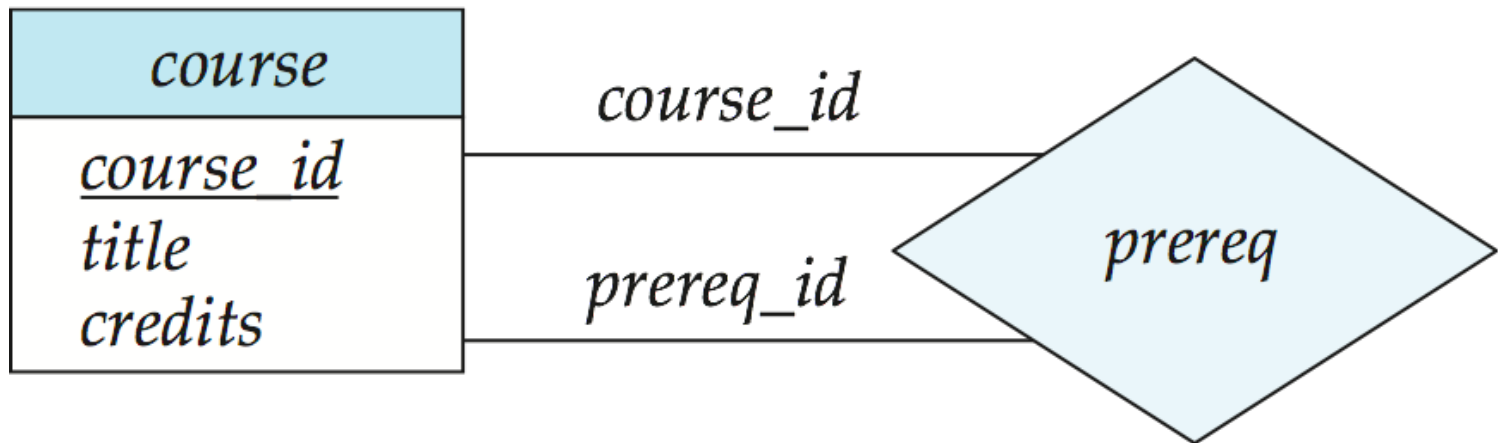 course
course_id
title
credits
course_id
prereq_id
prereq